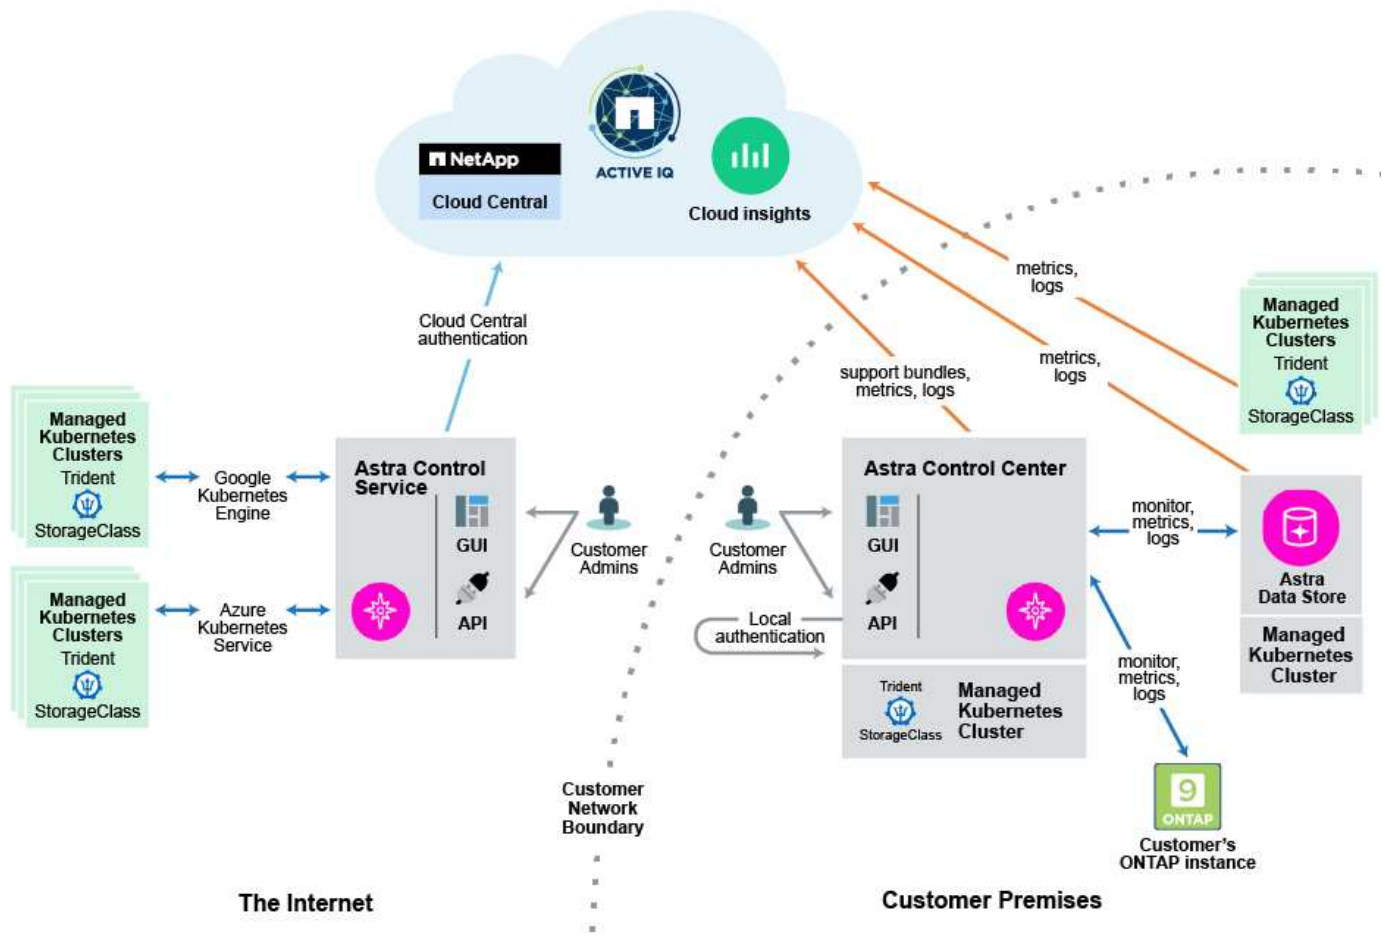 NetApp
Cloud Central
ACTIVE IQ
Cloud insights
Cloud Central
authentication
metrics,
logs
metrics,
logs
support bundles,
metrics, logs
Managed
Kubernetes
Clusters
Trident
StorageClass
Managed
Kubernetes
Clusters
Trident
StorageClass
Google
Kubernetes
Engine
Managed
Kubernetes
Clusters
Trident
StorageClass
Azure
Kubernetes
Service
Astra Control
Service
GUI
API
Customer
Admins
Customer
Admins
Astra Control Center
GUI
API
Local
authentication
Trident
StorageClass
Managed
Kubernetes
Cluster
monitor,
metrics,
logs
Astra
Data Store
Managed
Kubernetes
Cluster
monitor,
metrics,
logs
9
ONTAP
Customer's
ONTAP instance
Customer
Network
Boundary
The Internet
Customer Premises